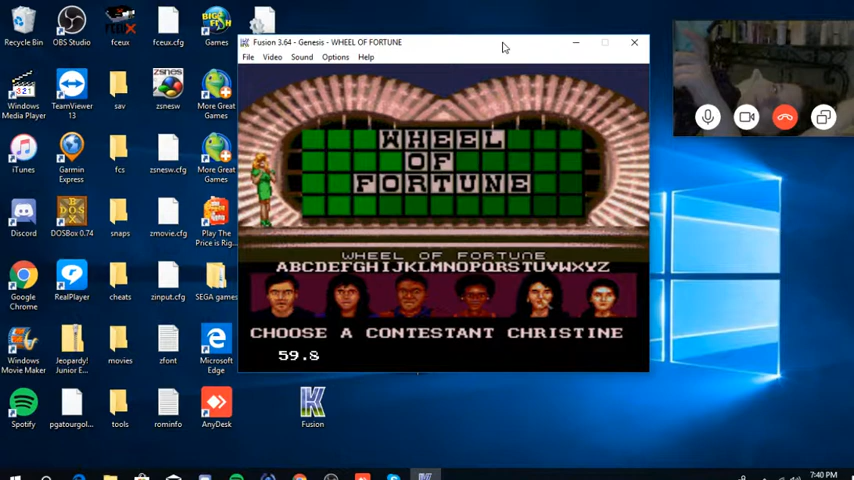 Fusion 3.64 - Genesis - WHEEL OF FORTUNE
File Video Sound Options Help
WHEEL
OF
FORTUNE
WHEEL OF FORTUNE
ABCDEFGHIJKLMNOPQRSTUVWXYZ
CHOOSE A CONTESTANT CHRISTINE
59.8
Recycle Bin
OBS Studio
fceux
fceux.cfg
Games
Windows
Media Player
TeamViewer
13
sav
zsnesw
More Great
Games
iTunes
Garmin
Express
fcs
zsnesw.cfg
More Great
Games
Discord
DOSBox 0.74
snaps
zmovie.cfg
Play The
Price is Rig...
Google
Chrome
RealPlayer
cheats
zinput.cfg
SEGA games
Windows
Movie Maker
Jeopardy!
Junior E...
movies
zfont
Microsoft
Edge
Spotify
pgatourgol...
tools
rominfo
AnyDesk
Fusion
7:40 PM